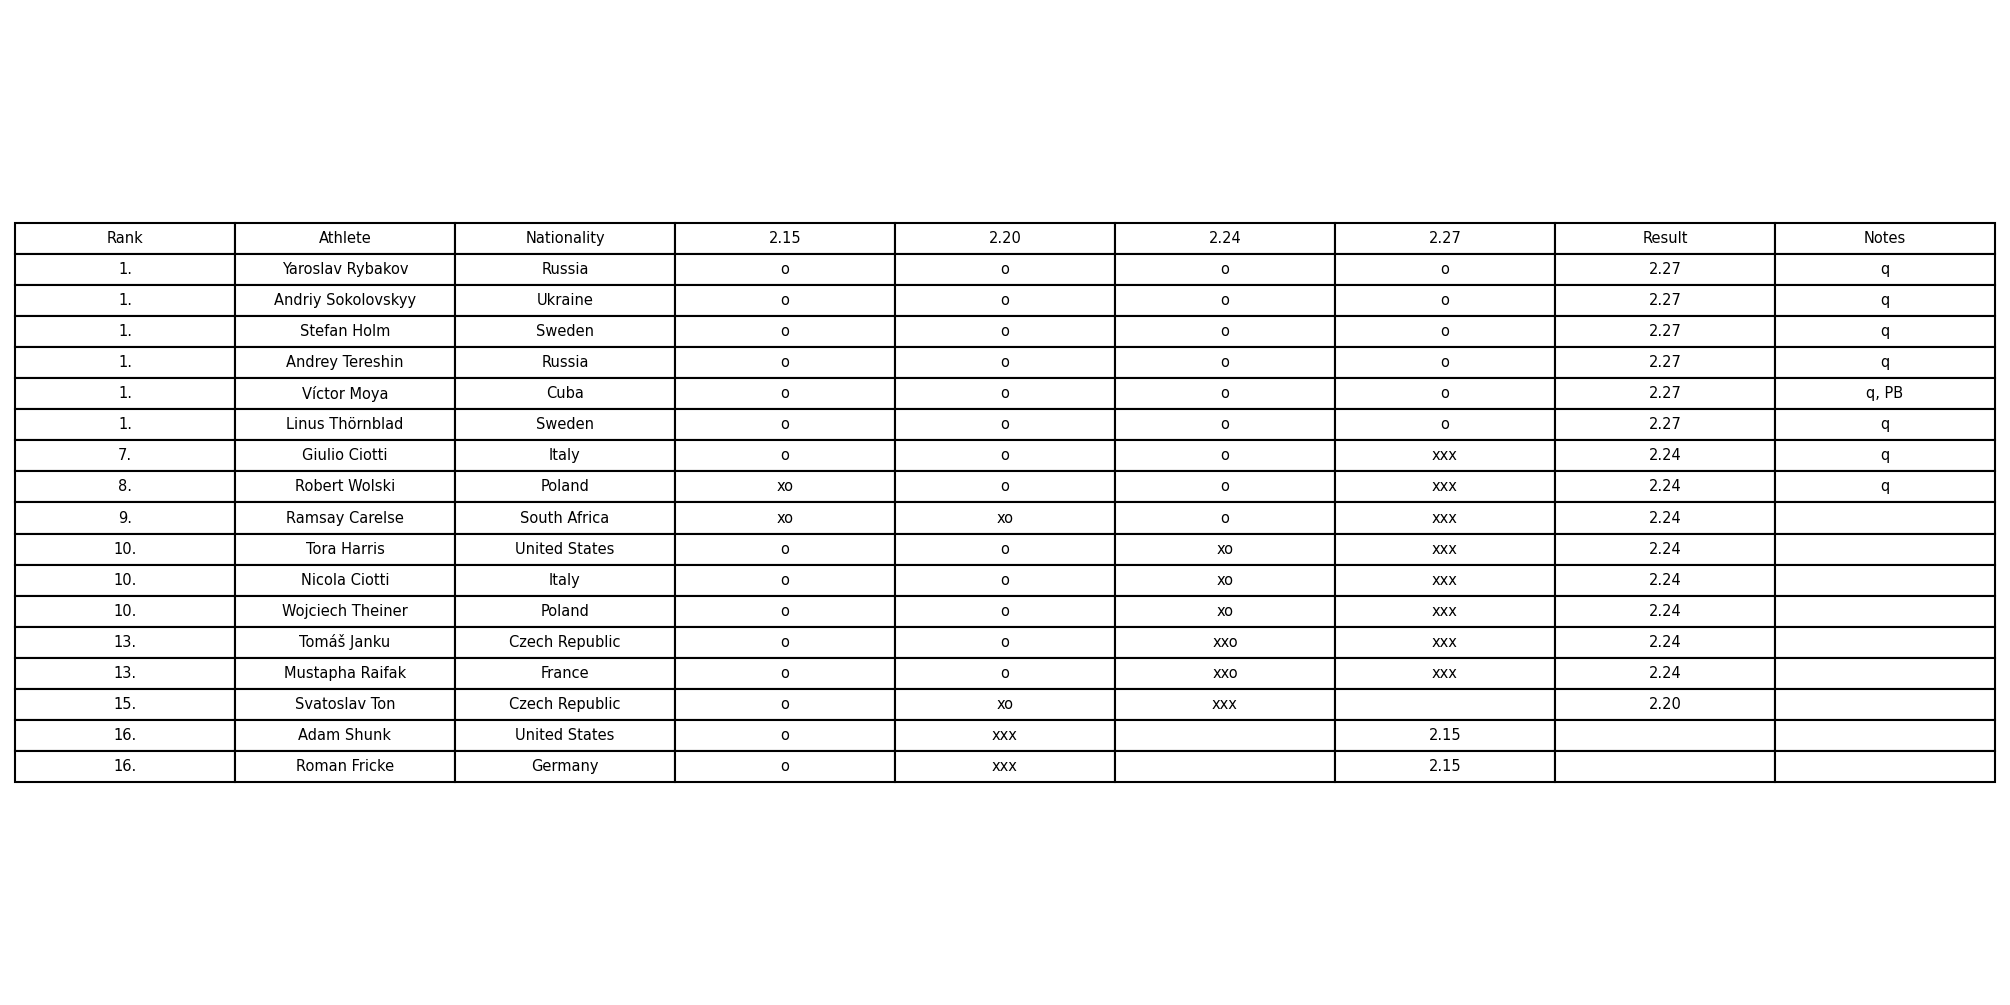 Rank Athlete Nationality 2.15 2.20 2.24 2.27 Result Notes
1. Yaroslav Rybakov Russia o o o o 2.27 q
1. Andriy Sokolovskyy Ukraine o o o o 2.27 q
1. Stefan Holm Sweden o o o o 2.27 q
1. Andrey Tereshin Russia o o o o 2.27 q
1. Víctor Moya Cuba o o o o 2.27 q, PB
1. Linus Thörnblad Sweden o o o o 2.27 q
7. Giulio Ciotti Italy o o o xxx 2.24 q
8. Robert Wolski Poland xo o o xxx 2.24 q
9. Ramsay Carelse South Africa xo xo o xxx 2.24
10. Tora Harris United States o o xo xxx 2.24
10. Nicola Ciotti Italy o o xo xxx 2.24
10. Wojciech Theiner Poland o o xo xxx 2.24
13. Tomáš Janku Czech Republic o o xxo xxx 2.24
13. Mustapha Raifak France o o xxo xxx 2.24
15. Svatoslav Ton Czech Republic o xo xxx 2.20
16. Adam Shunk United States o xxx 2.15
16. Roman Fricke Germany o xxx 2.15